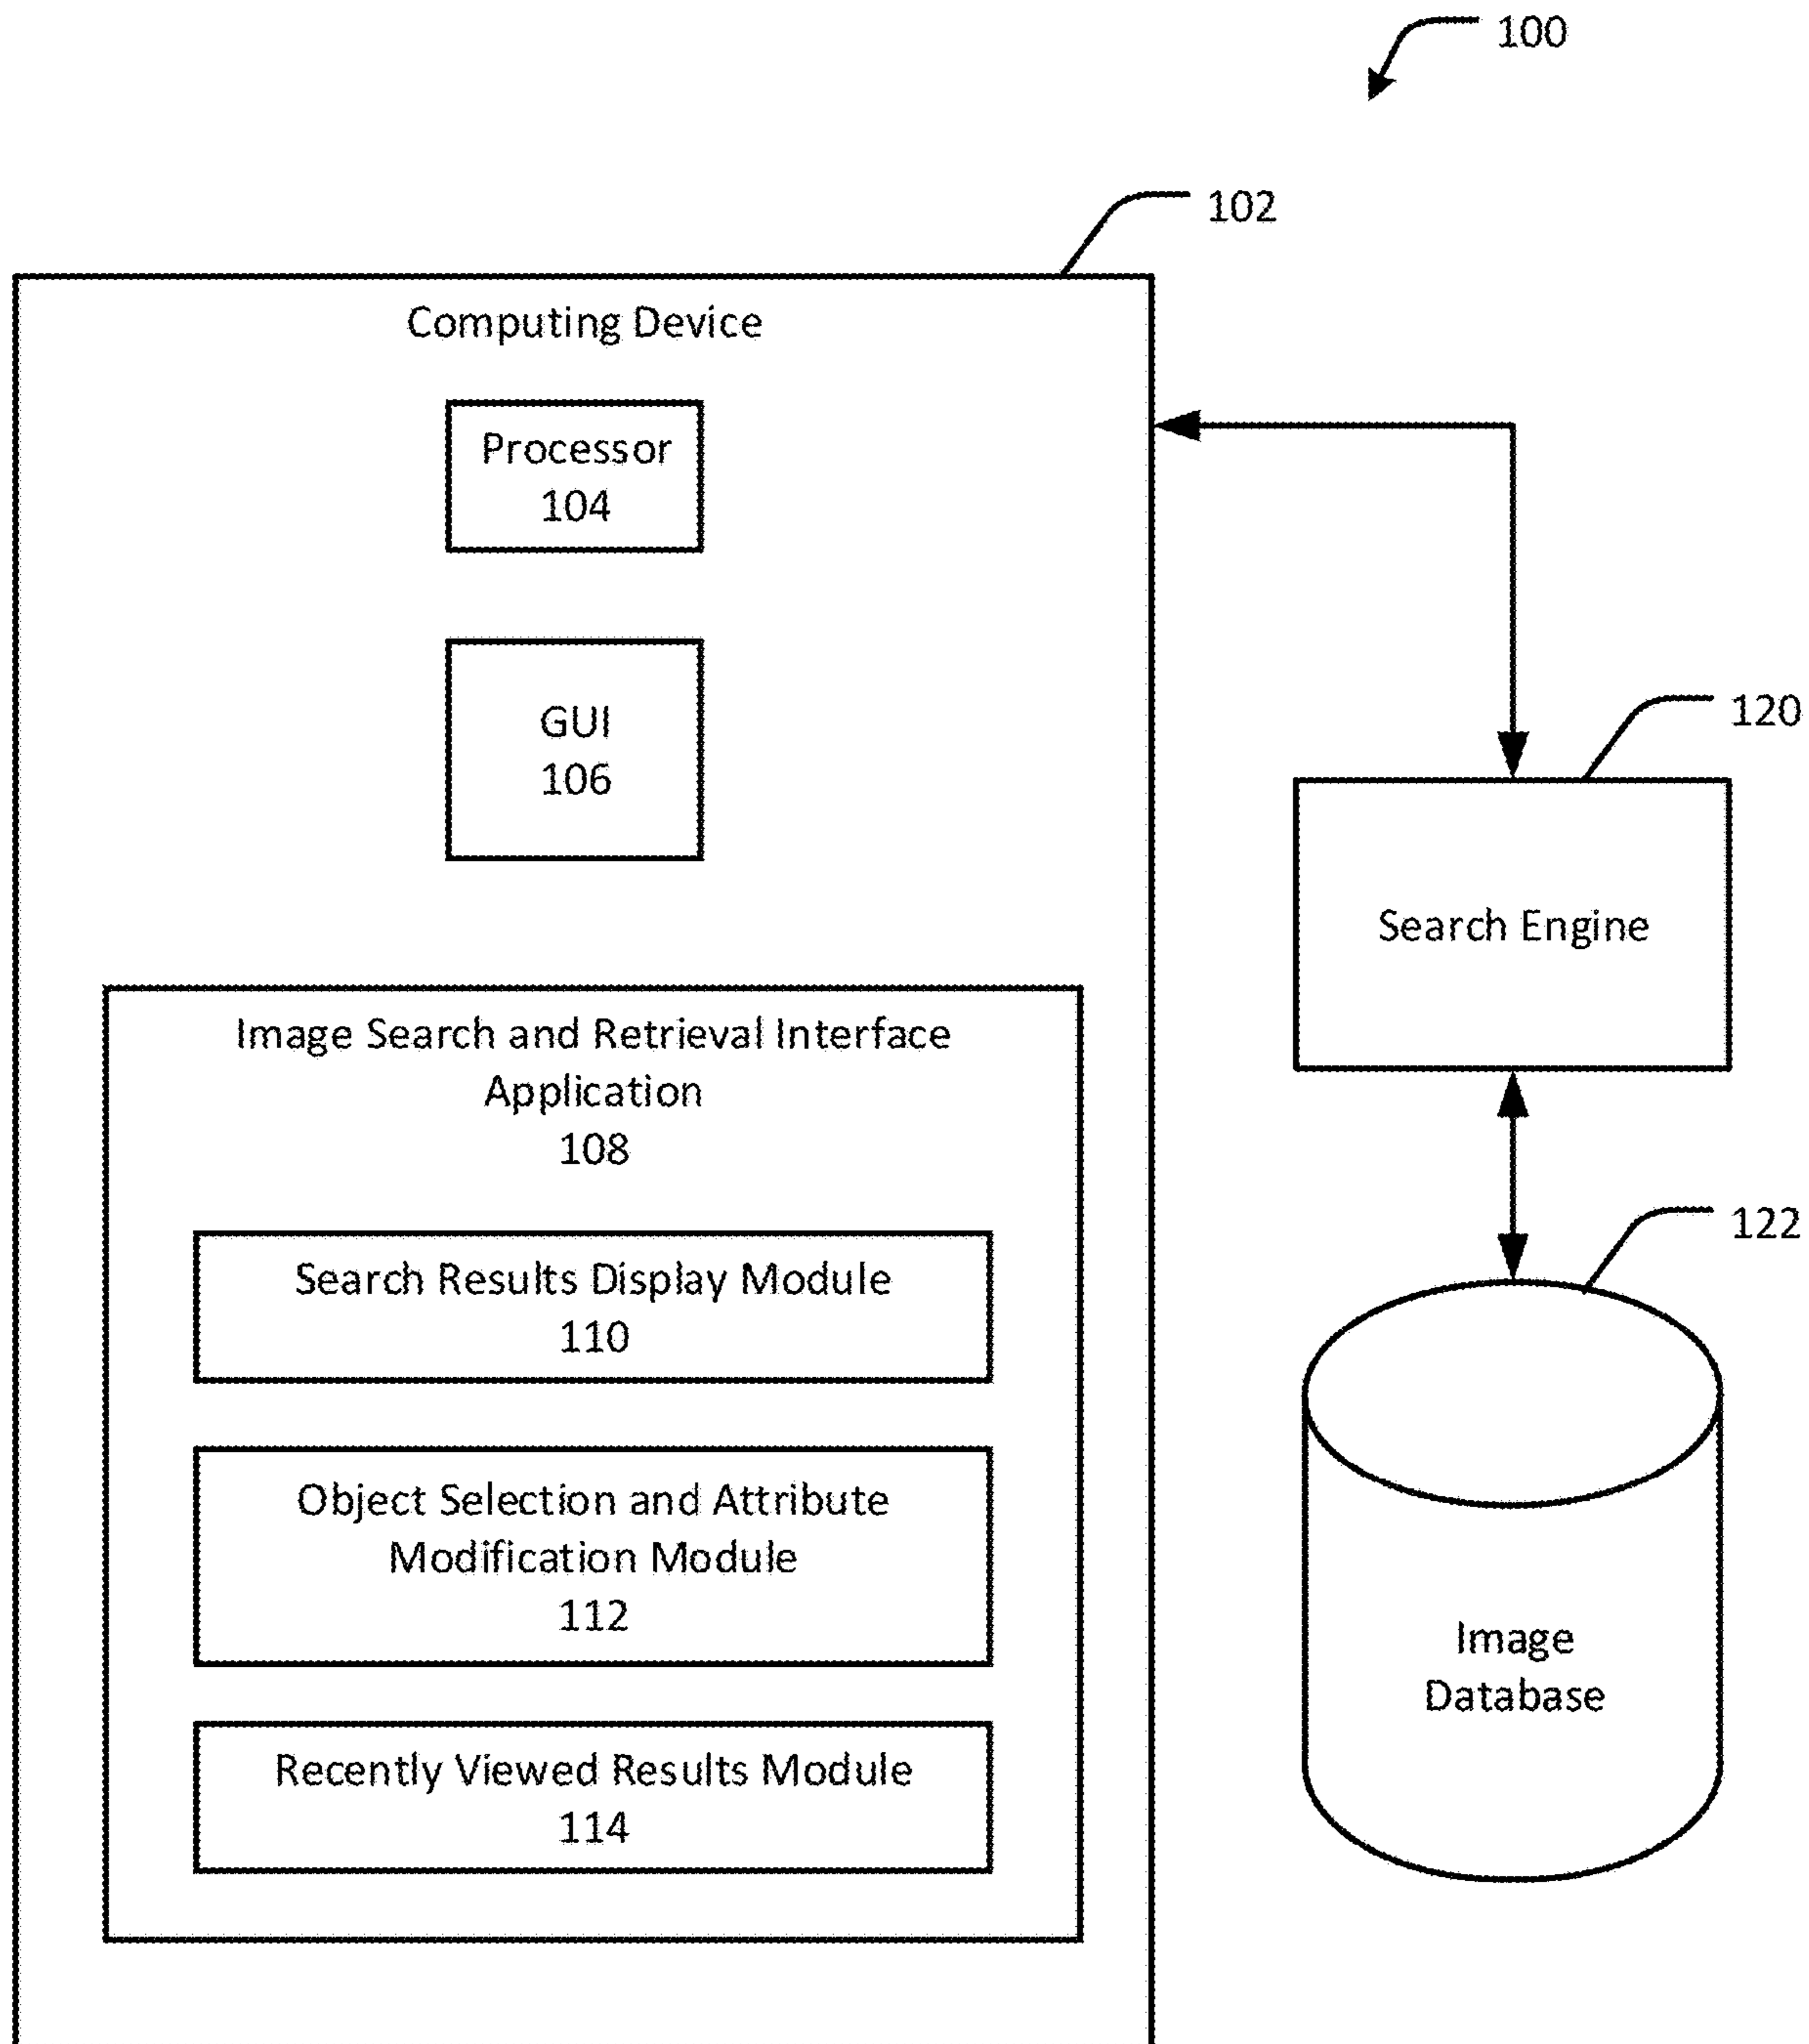 100
102
Computing Device
Processor
104
GUI
106
120
Search Engine
Image Search and Retrieval Interface
Application
108
122
Search Results Display Module
110
Object Selection and Attribute
Modification Module
112
Image
Database
Recently Viewed Results Module
114